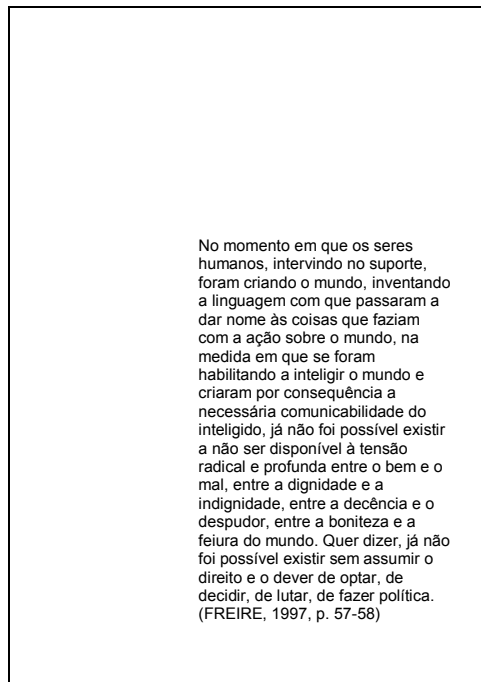 No momento em que os seres
humanos, intervindo no suporte,
foram criando o mundo, inventando
a linguagem com que passaram a
dar nome às coisas que faziam
com a ação sobre o mundo, na
medida em que se foram
habilitando a inteligir o mundo e
criaram por consequência a
necessária comunicabilidade do
inteligido, já não foi possível existir
a não ser disponível à tensão
radical e profunda entre o bem e o
mal, entre a dignidade e a
indignidade, entre a decência e o
despudor, entre a boniteza e a
feiura do mundo. Quer dizer, já não
foi possível existir sem assumir o
direito e o dever de optar, de
decidir, de lutar, de fazer política.
(FREIRE, 1997, p. 57-58)